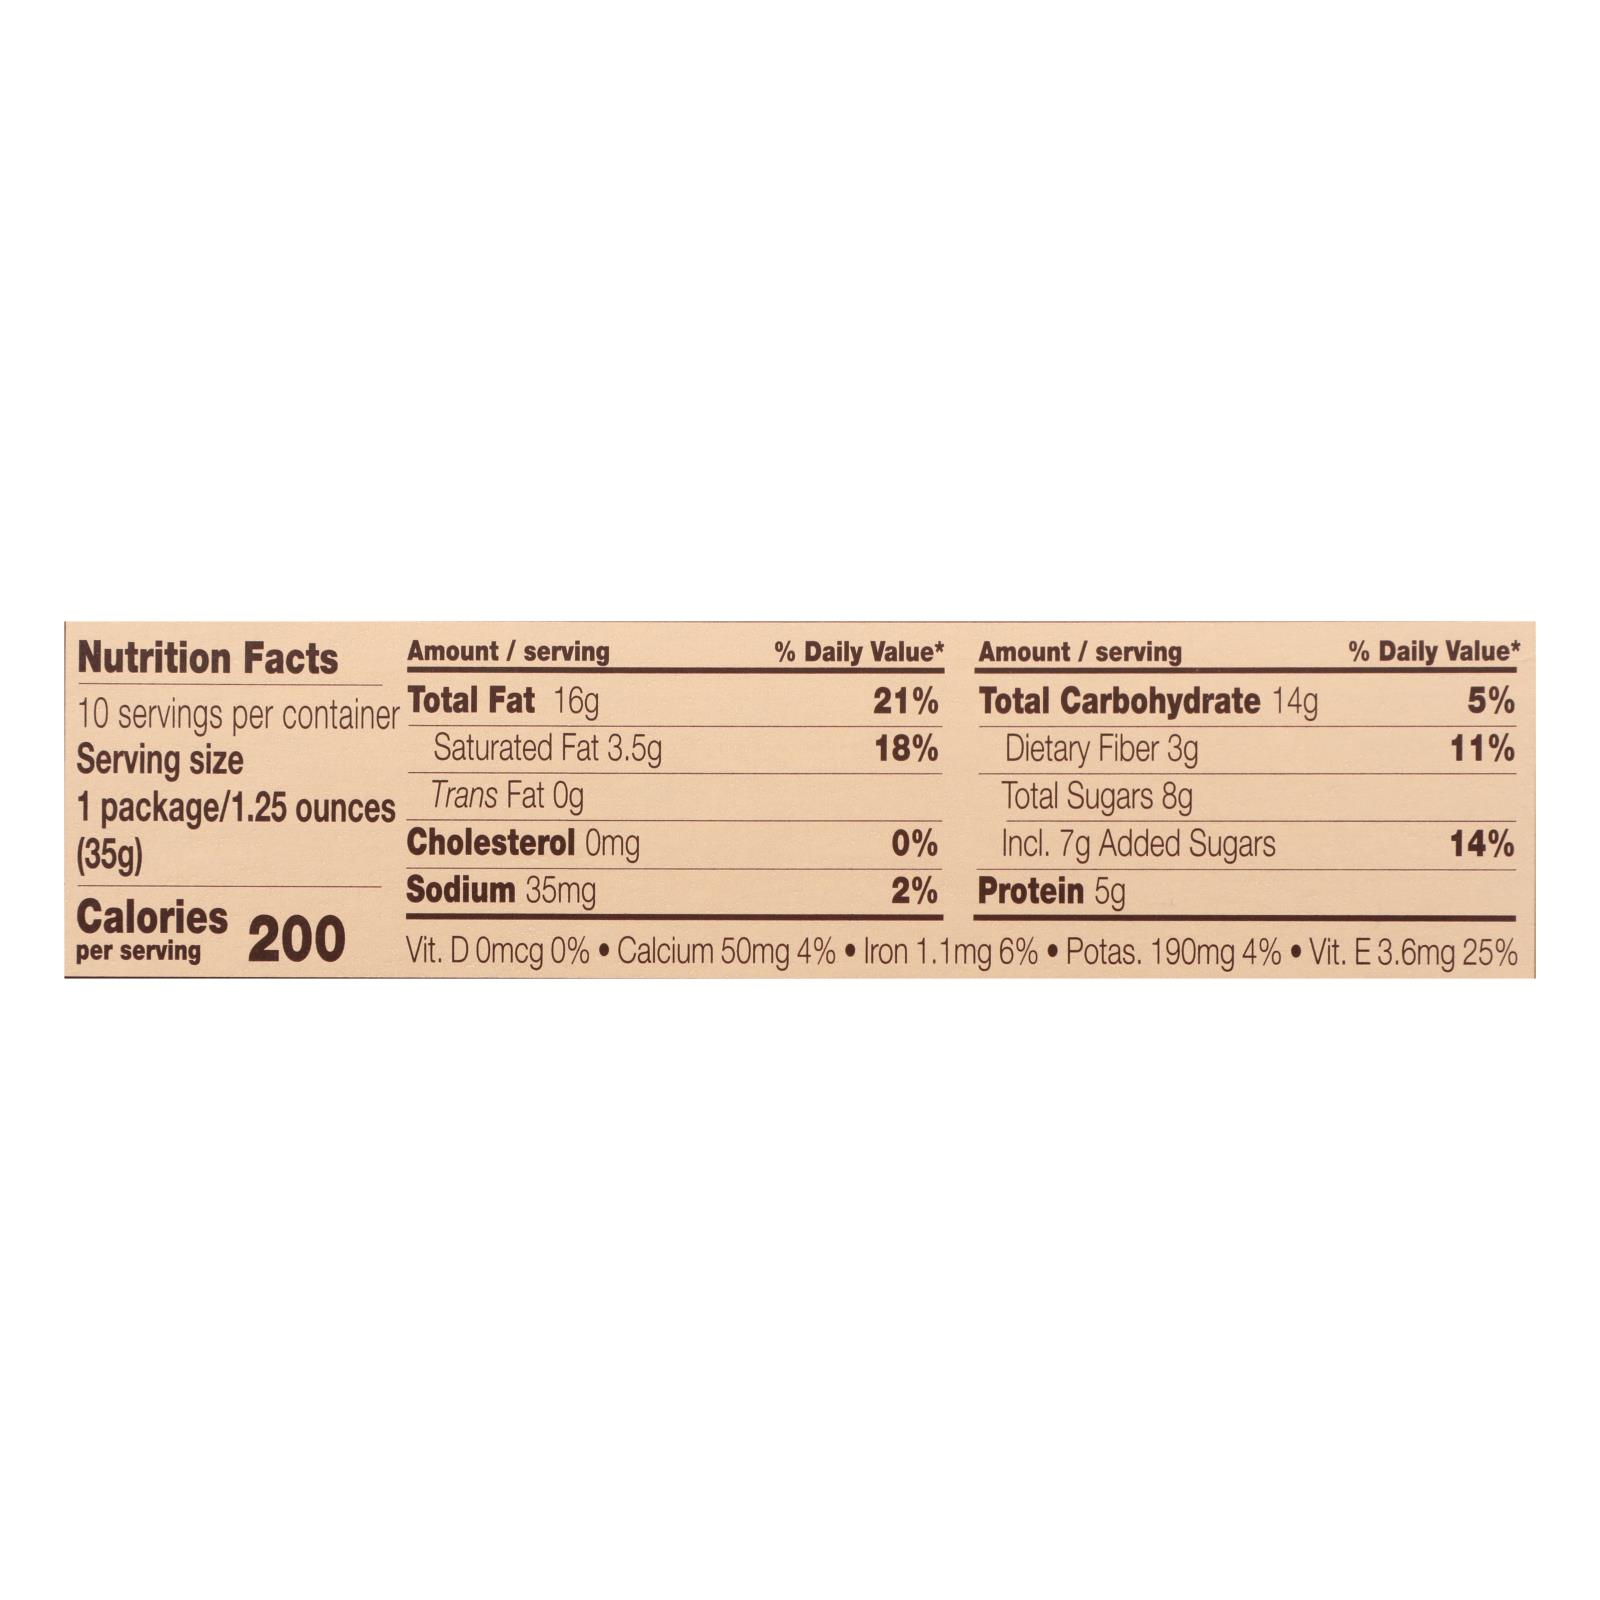 Nutrition Facts
10 servings per container
Serving size
1 package/1.25 ounces
(35g)
Calories
per serving
200
Amount / serving % Daily Value*
Total Fat 16g 21%
Saturated Fat 3.5g 18%
Trans Fat 0g
Cholesterol 0mg 0%
Sodium 35mg 2%
Amount / serving % Daily Value*
Total Carbohydrate 14g 5%
Dietary Fiber 3g 11%
Total Sugars 8g
Incl. 7g Added Sugars 14%
Protein 5g
Vit. D 0mcg 0% • Calcium 50mg 4% • Iron 1.1mg 6% • Potas. 190mg 4% • Vit. E 3.6mg 25%